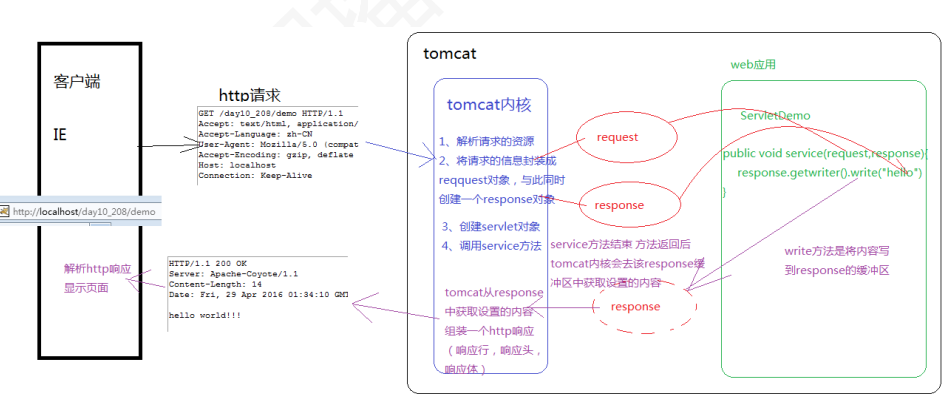 客户端
IE
http://localhost/day10_208/demo
解析http响应
显示页面
http请求
GET /day10_208/demo HTTP/1.1
Accept: text/html, application/
Accept-Language: zh-CN
User-Agent: Mozilla/5.0 (compat
Accept-Encoding: gzip, deflate
Host: localhost
Connection: Keep-Alive
HTTP/1.1 200 OK
Server: Apache-Coyote/1.1
Content-Length: 14
Date: Fri, 29 Apr 2016 01:34:10 GMT
hello world!!!
tomcat
tomcat内核
1、解析请求的资源
2、将请求的信息封装成
reqquest对象，与此同时
创建一个response对象
3、创建servlet对象
4、调用service方法
tomcat从response
中获取设置的内容
组装一个http响应
（响应行，响应头，
响应体）
request
response
service方法结束 方法返回后
tomcat内核会去该response缓
冲区中获取设置的内容
response
web应用
ServletDemo
public void service(request,response){
response.getwriter().write("hello")
}
write方法是将内容写
到response的缓冲区